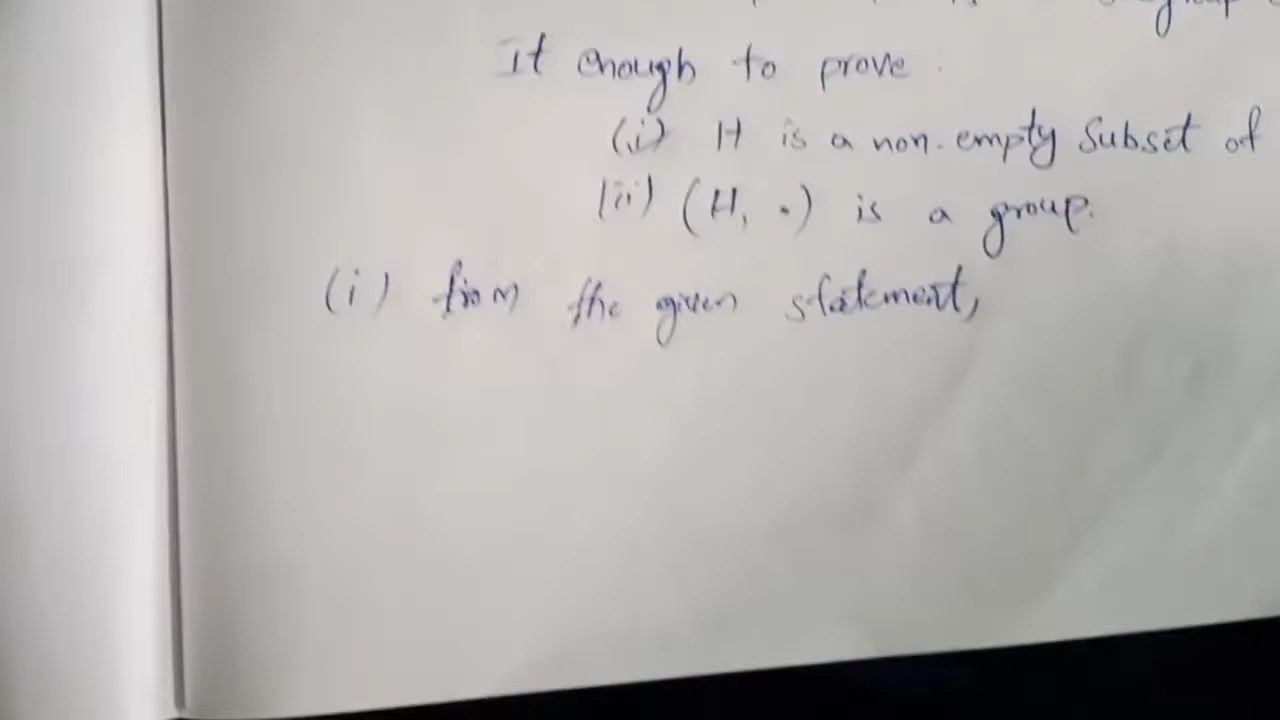 It enough to prove.
(i) H is a non-empty subset of
(ii) (H, •) is a group.
(i) from the given statement,